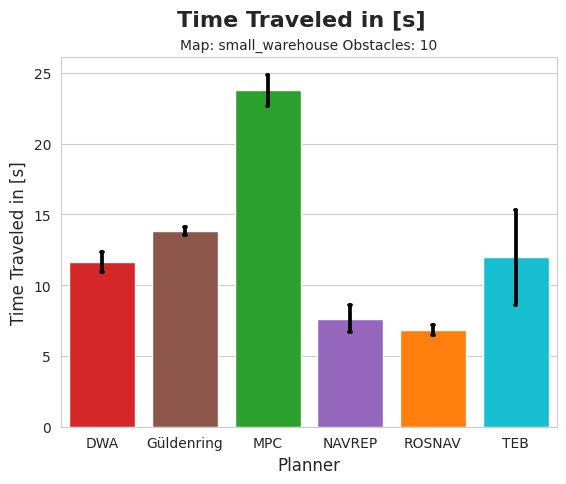 Time Traveled in [s]
Map: small_warehouse Obstacles: 10
Time Traveled in [s]
25
20
15
10
5
0
DWA Güldenring MPC NAVREP ROSNAV TEB
Planner